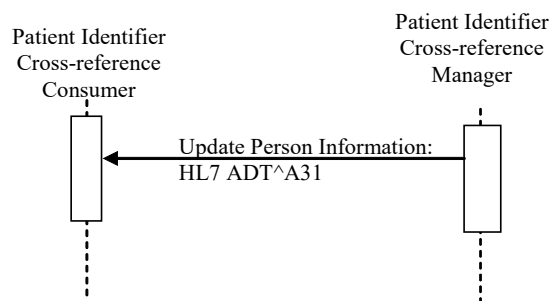 Patient Identifier
Cross-reference
Consumer
Patient Identifier
Cross-reference
Manager
Update Person Information:
HL7 ADT^A31